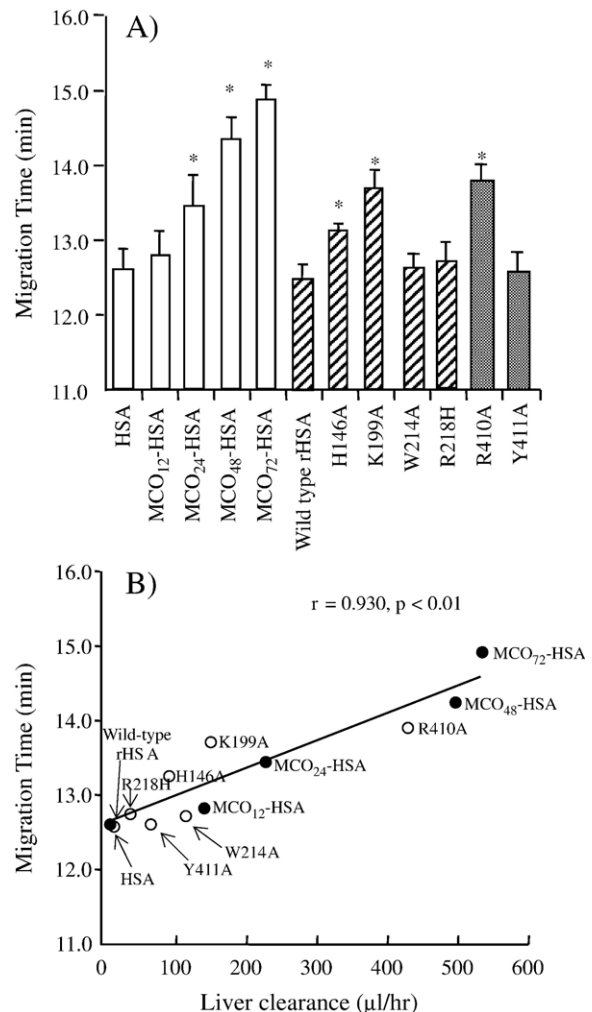 A)
Migration Time (min)
16.0
15.0
14.0
13.0
12.0
11.0
* * * * * *
HSA
MCO₁₂-HSA
MCO₂₄-HSA
MCO₄₈-HSA
MCO₇₂-HSA
Wild type rHSA
H146A
K199A
W214A
R218H
R410A
Y411A
B)
Migration Time (min)
16.0
15.0
14.0
13.0
12.0
11.0
r = 0.930, p < 0.01
MCO₇₂-HSA
MCO₄₈-HSA
R410A
K199A
MCO₂₄-HSA
Wild-type
rHS A
R218H
H146A
MCO₁₂-HSA
W214A
Y411A
HSA
0 100 200 300 400 500 600
Liver clearance (µl/hr)